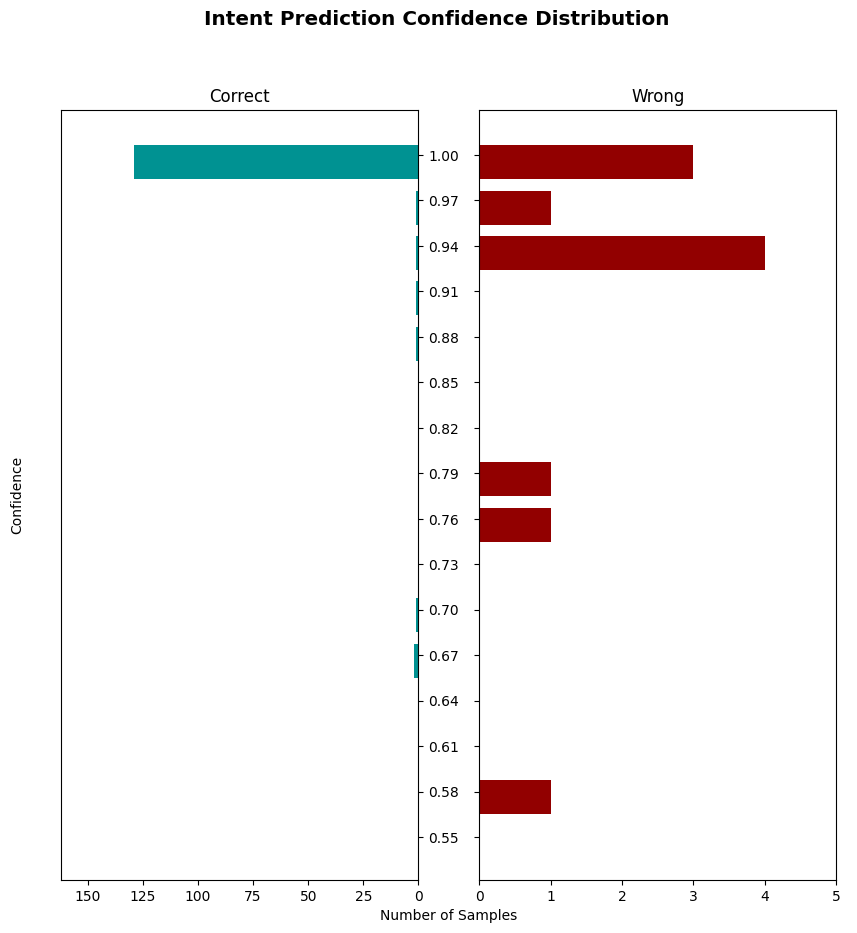 Intent Prediction Confidence Distribution
Correct
Wrong
1.00
0.97
0.94
0.91
0.88
0.85
0.82
0.79
0.76
0.73
0.70
0.67
0.64
0.61
0.58
0.55
Confidence
150 125 100 75 50 25 0
0 1 2 3 4 5
Number of Samples